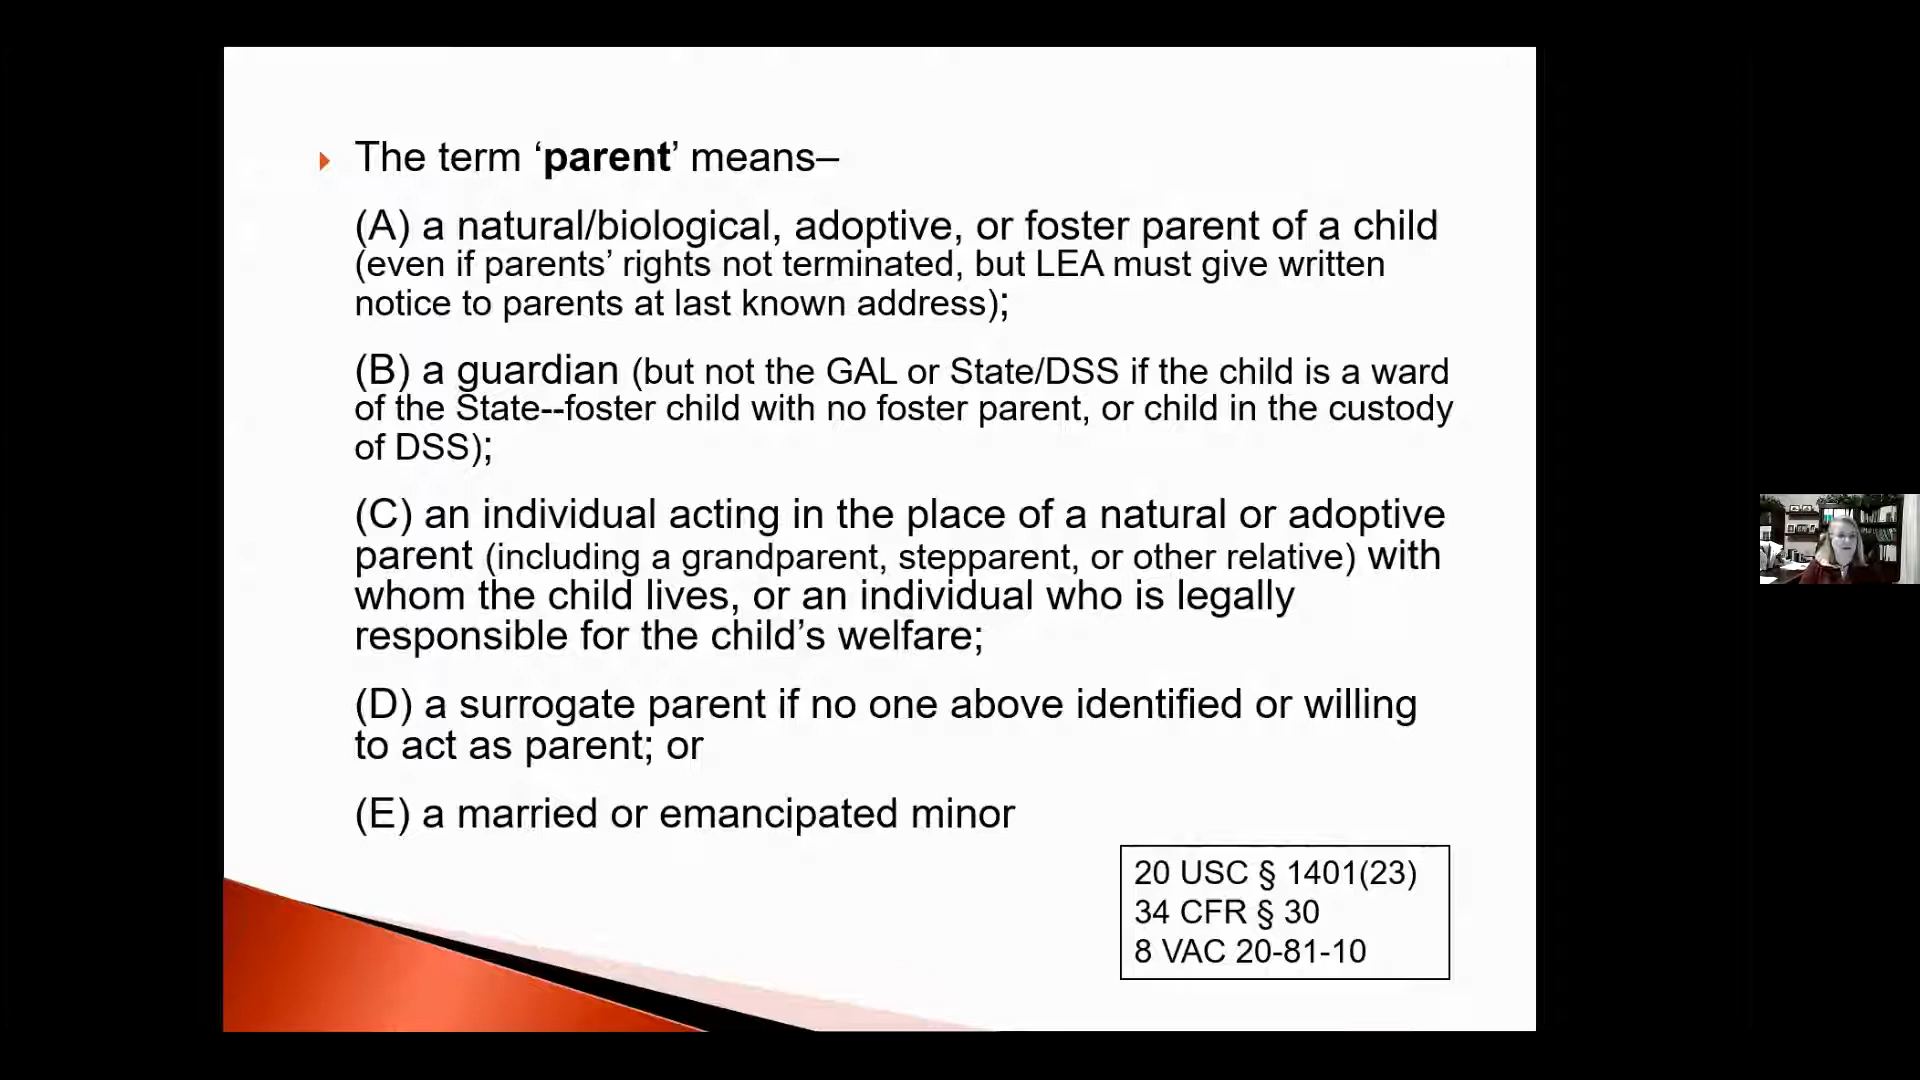 The term ‘parent’ means–
(A) a natural/biological, adoptive, or foster parent of a child
(even if parents’ rights not terminated, but LEA must give written
notice to parents at last known address);
(B) a guardian (but not the GAL or State/DSS if the child is a ward
of the State--foster child with no foster parent, or child in the custody
of DSS);
(C) an individual acting in the place of a natural or adoptive
parent (including a grandparent, stepparent, or other relative) with
whom the child lives, or an individual who is legally
responsible for the child’s welfare;
(D) a surrogate parent if no one above identified or willing
to act as parent; or
(E) a married or emancipated minor
20 USC § 1401(23)
34 CFR § 30
8 VAC 20-81-10